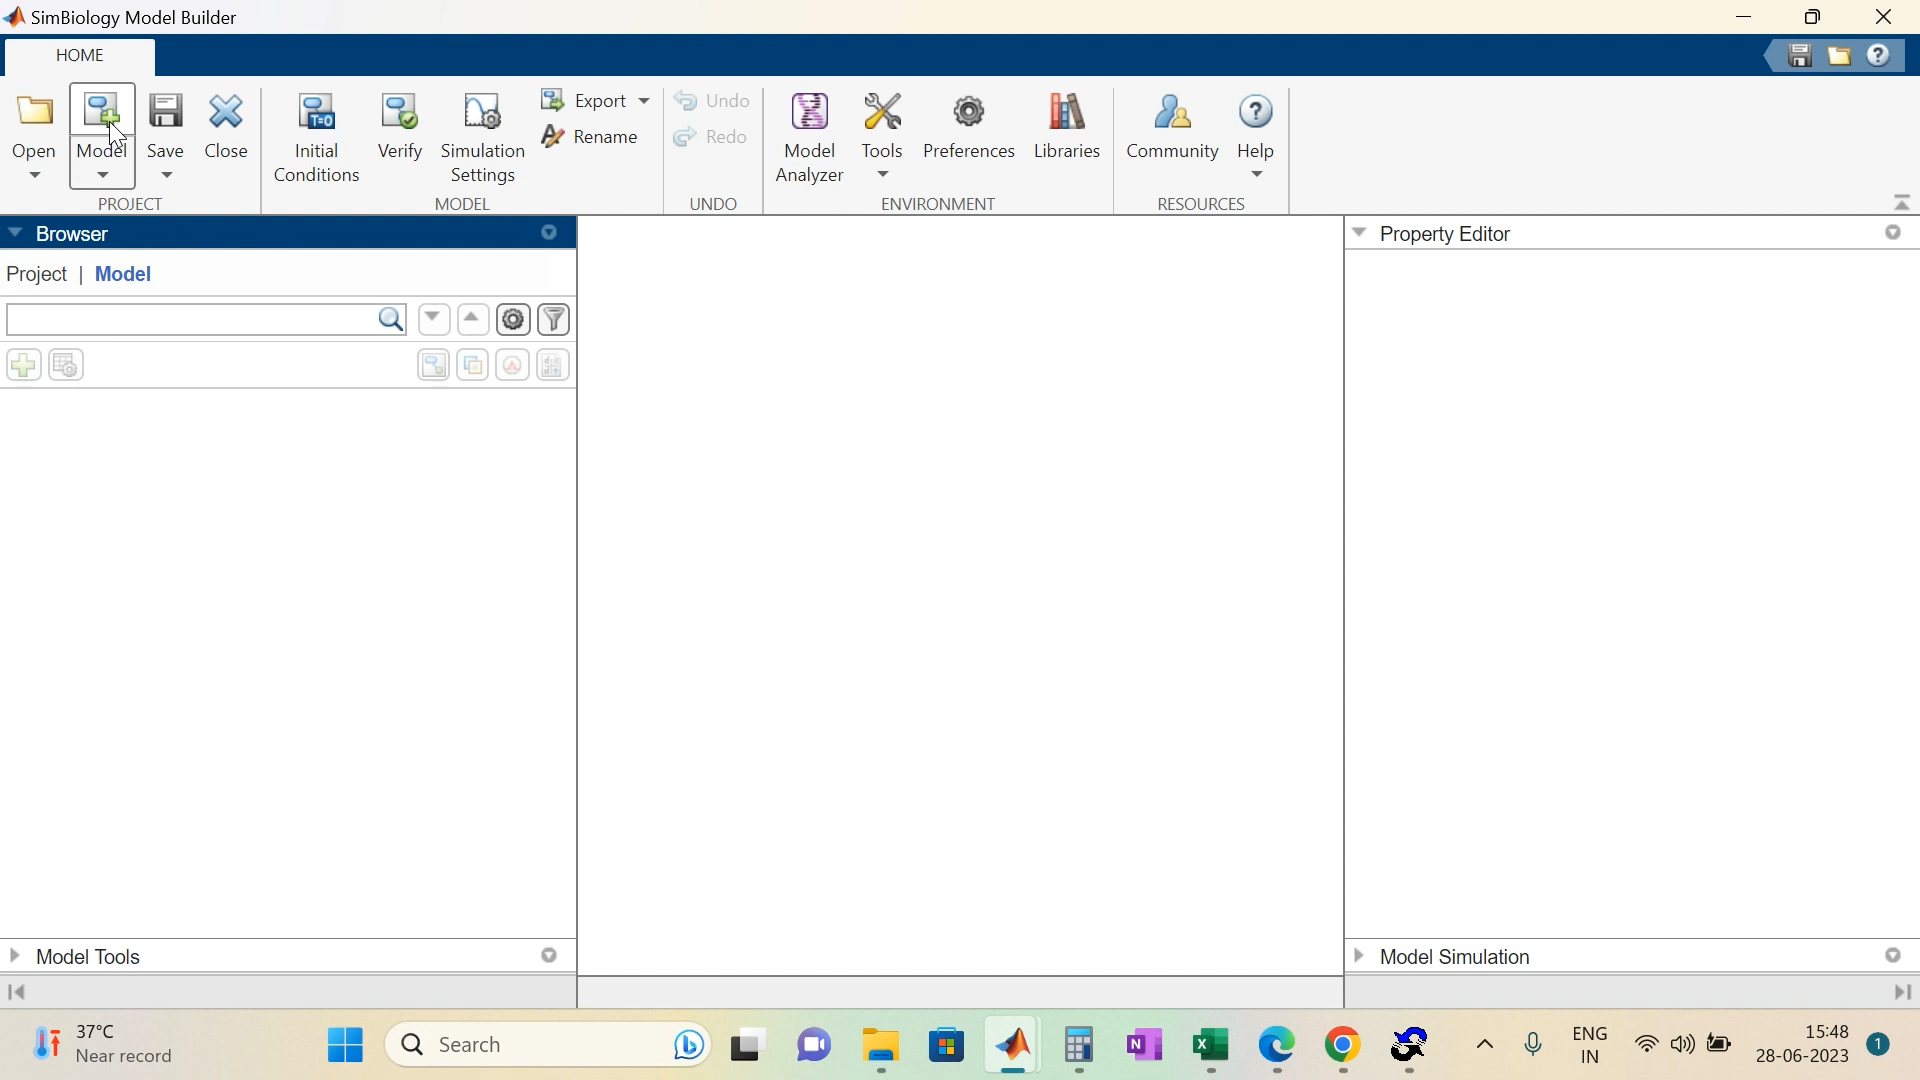 SimBiology Model Builder
HOME
Open
Model
Save
Close
Initial
Conditions
Verify
Simulation
Settings
Export
Rename
Undo
Redo
Model
Analyzer
Tools
Preferences
Libraries
Community
Help
PROJECT
MODEL
UNDO
ENVIRONMENT
RESOURCES
Browser
Property Editor
Project | Model
Model Tools
Model Simulation
37°C
Near record
Search
ENG
IN
15:48
28-06-2023
1